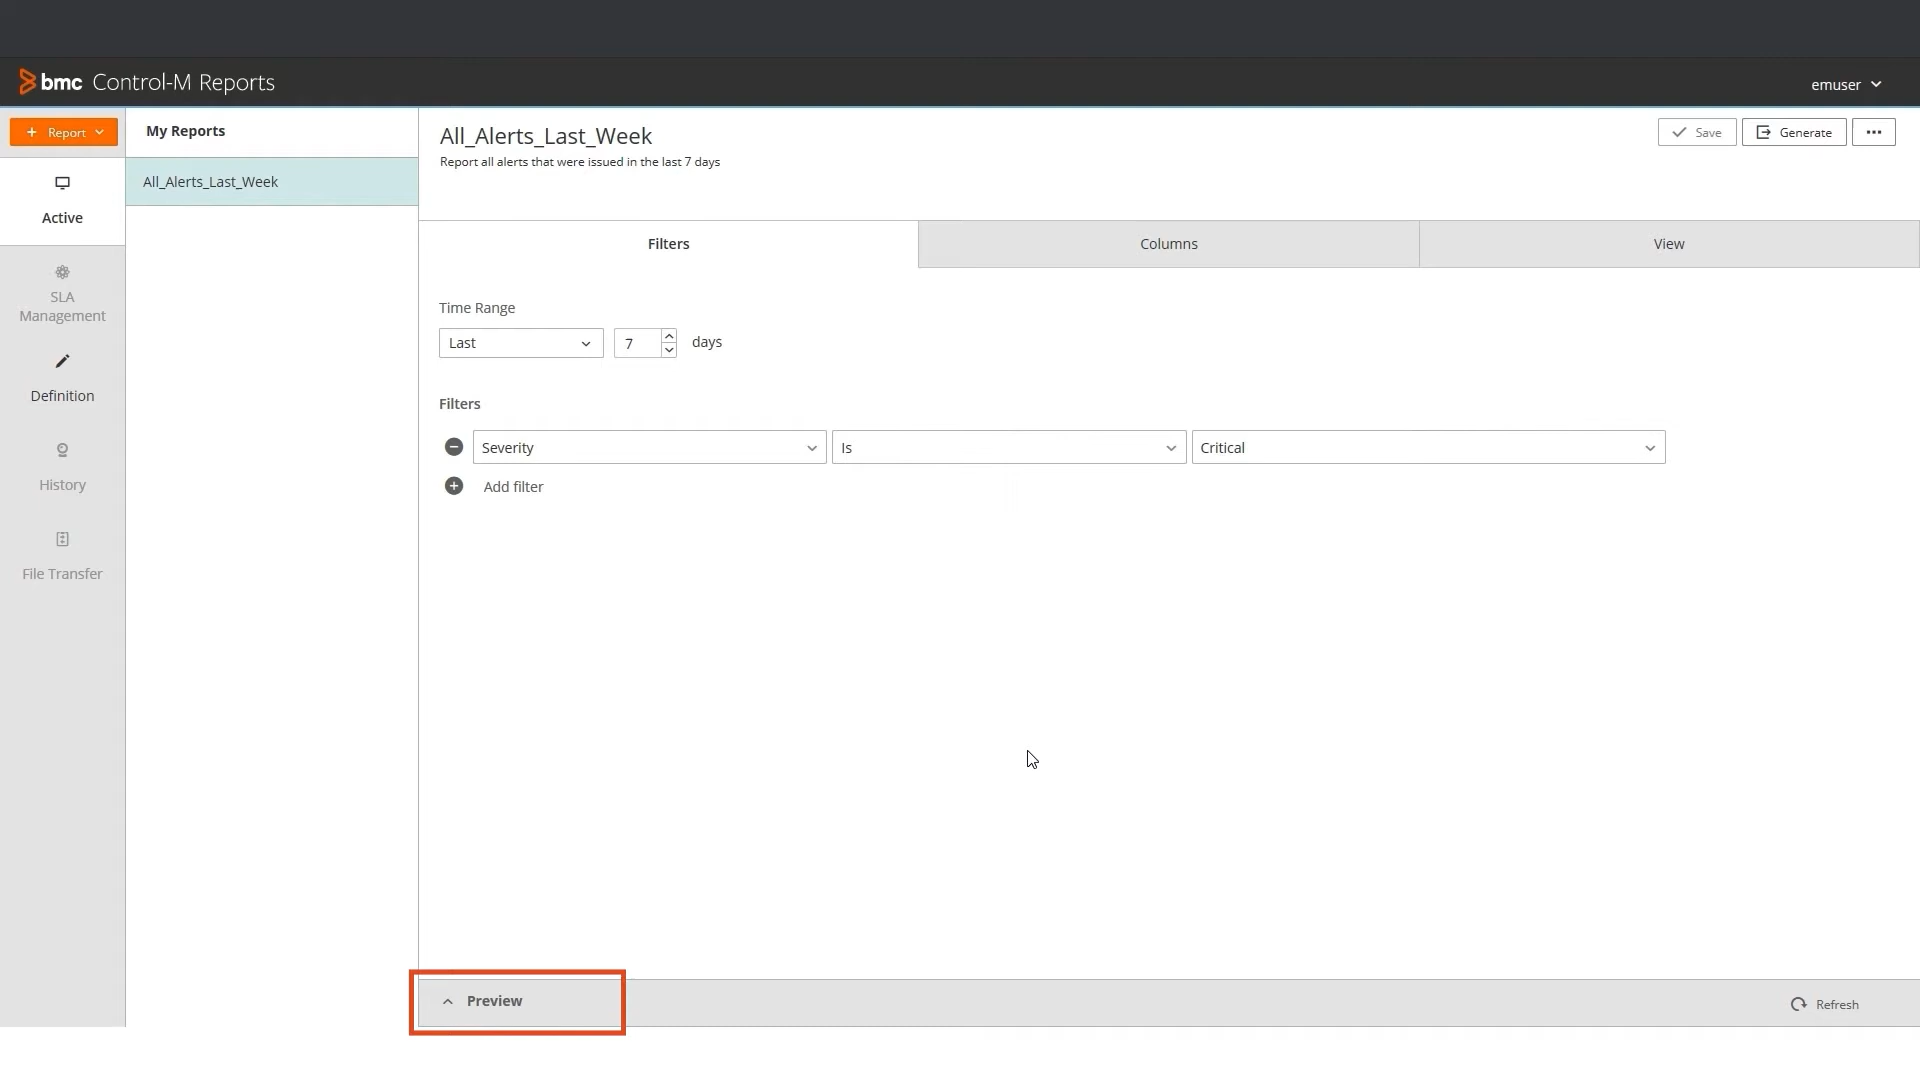 bmc Control-M Reports
emuser
Report
My Reports
All_Alerts_Last_Week
Report all alerts that were issued in the last 7 days
Save
Generate
All_Alerts_Last_Week
Active
SLA
Management
Definition
History
File Transfer
Filters
Columns
View
Time Range
Last
7
days
Filters
Severity
Is
Critical
Add filter
Preview
Refresh